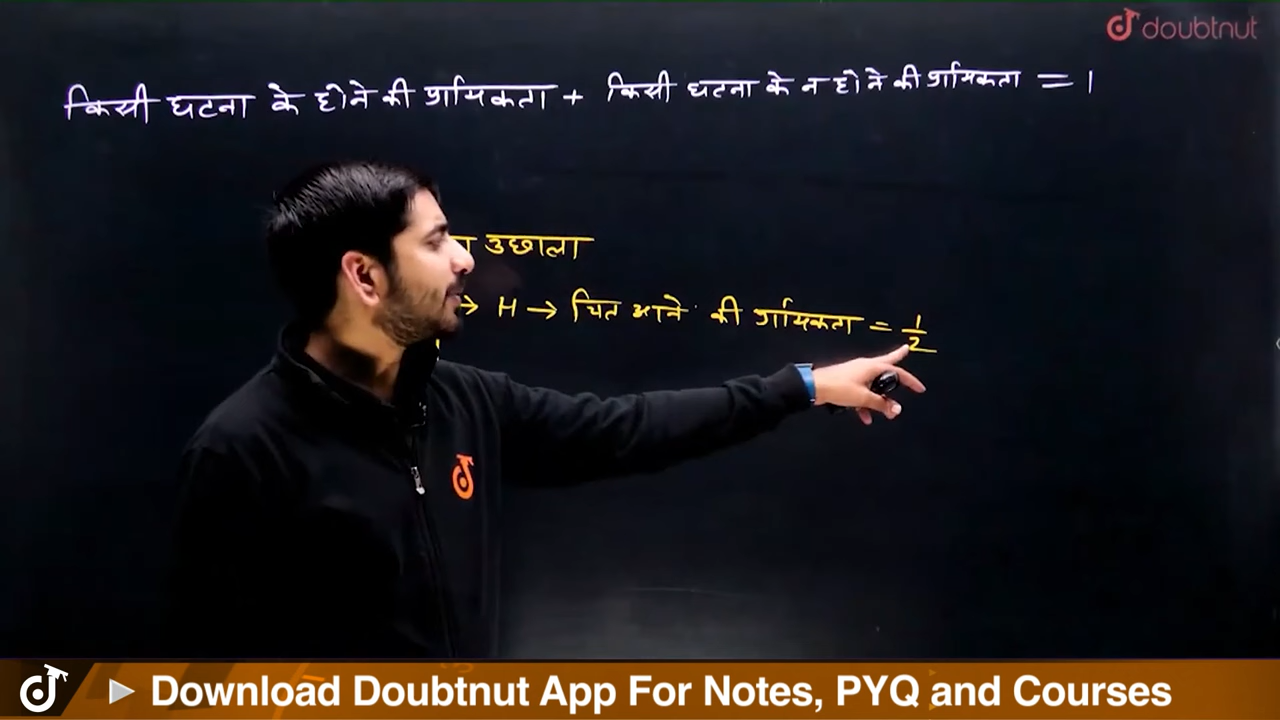 doubtnut
किसी घटना के होने की प्रायिकता + किसी घटना के न होने की प्रायिकता = 1
उछाला
→ H → चित आने की प्रायिकता = 1/2
Download Doubtnut App For Notes, PYQ and Courses